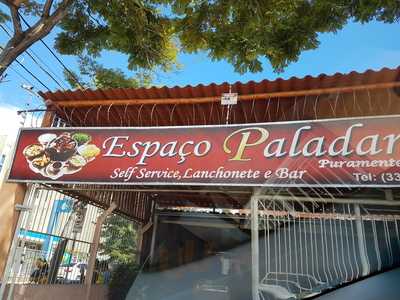 Espaço Paladar
Puramente
Self Service, Lanchonete e Bar
Tel: (33